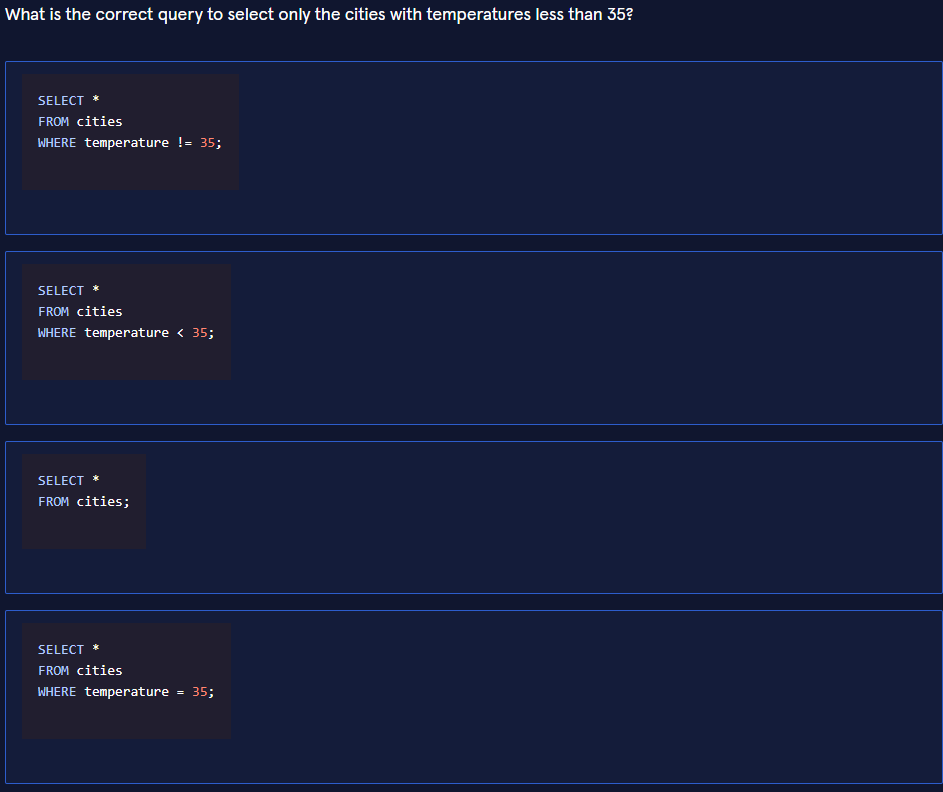 What is the correct query to select only the cities with temperatures less than 35?
SELECT *
FROM cities
WHERE temperature != 35;
SELECT *
FROM cities
WHERE temperature < 35;
SELECT *
FROM cities;
SELECT *
FROM cities
WHERE temperature = 35;